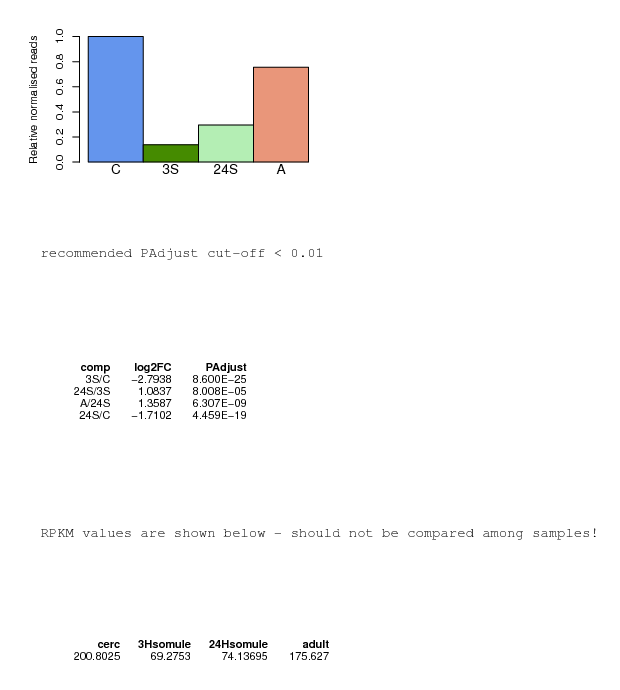 Relative normalised reads
1.0
0.8
0.6
0.4
0.2
0.0
C 3S 24S A
recommended PAdjust cut-off < 0.01
comp log2FC PAdjust
3S/C −2.7938 8.600E−25
24S/3S 1.0837 8.008E−05
A/24S 1.3587 6.307E−09
24S/C −1.7102 4.459E−19
RPKM values are shown below - should not be compared among samples!
cerc 3Hsomule 24Hsomule adult
200.8025 69.2753 74.13695 175.627